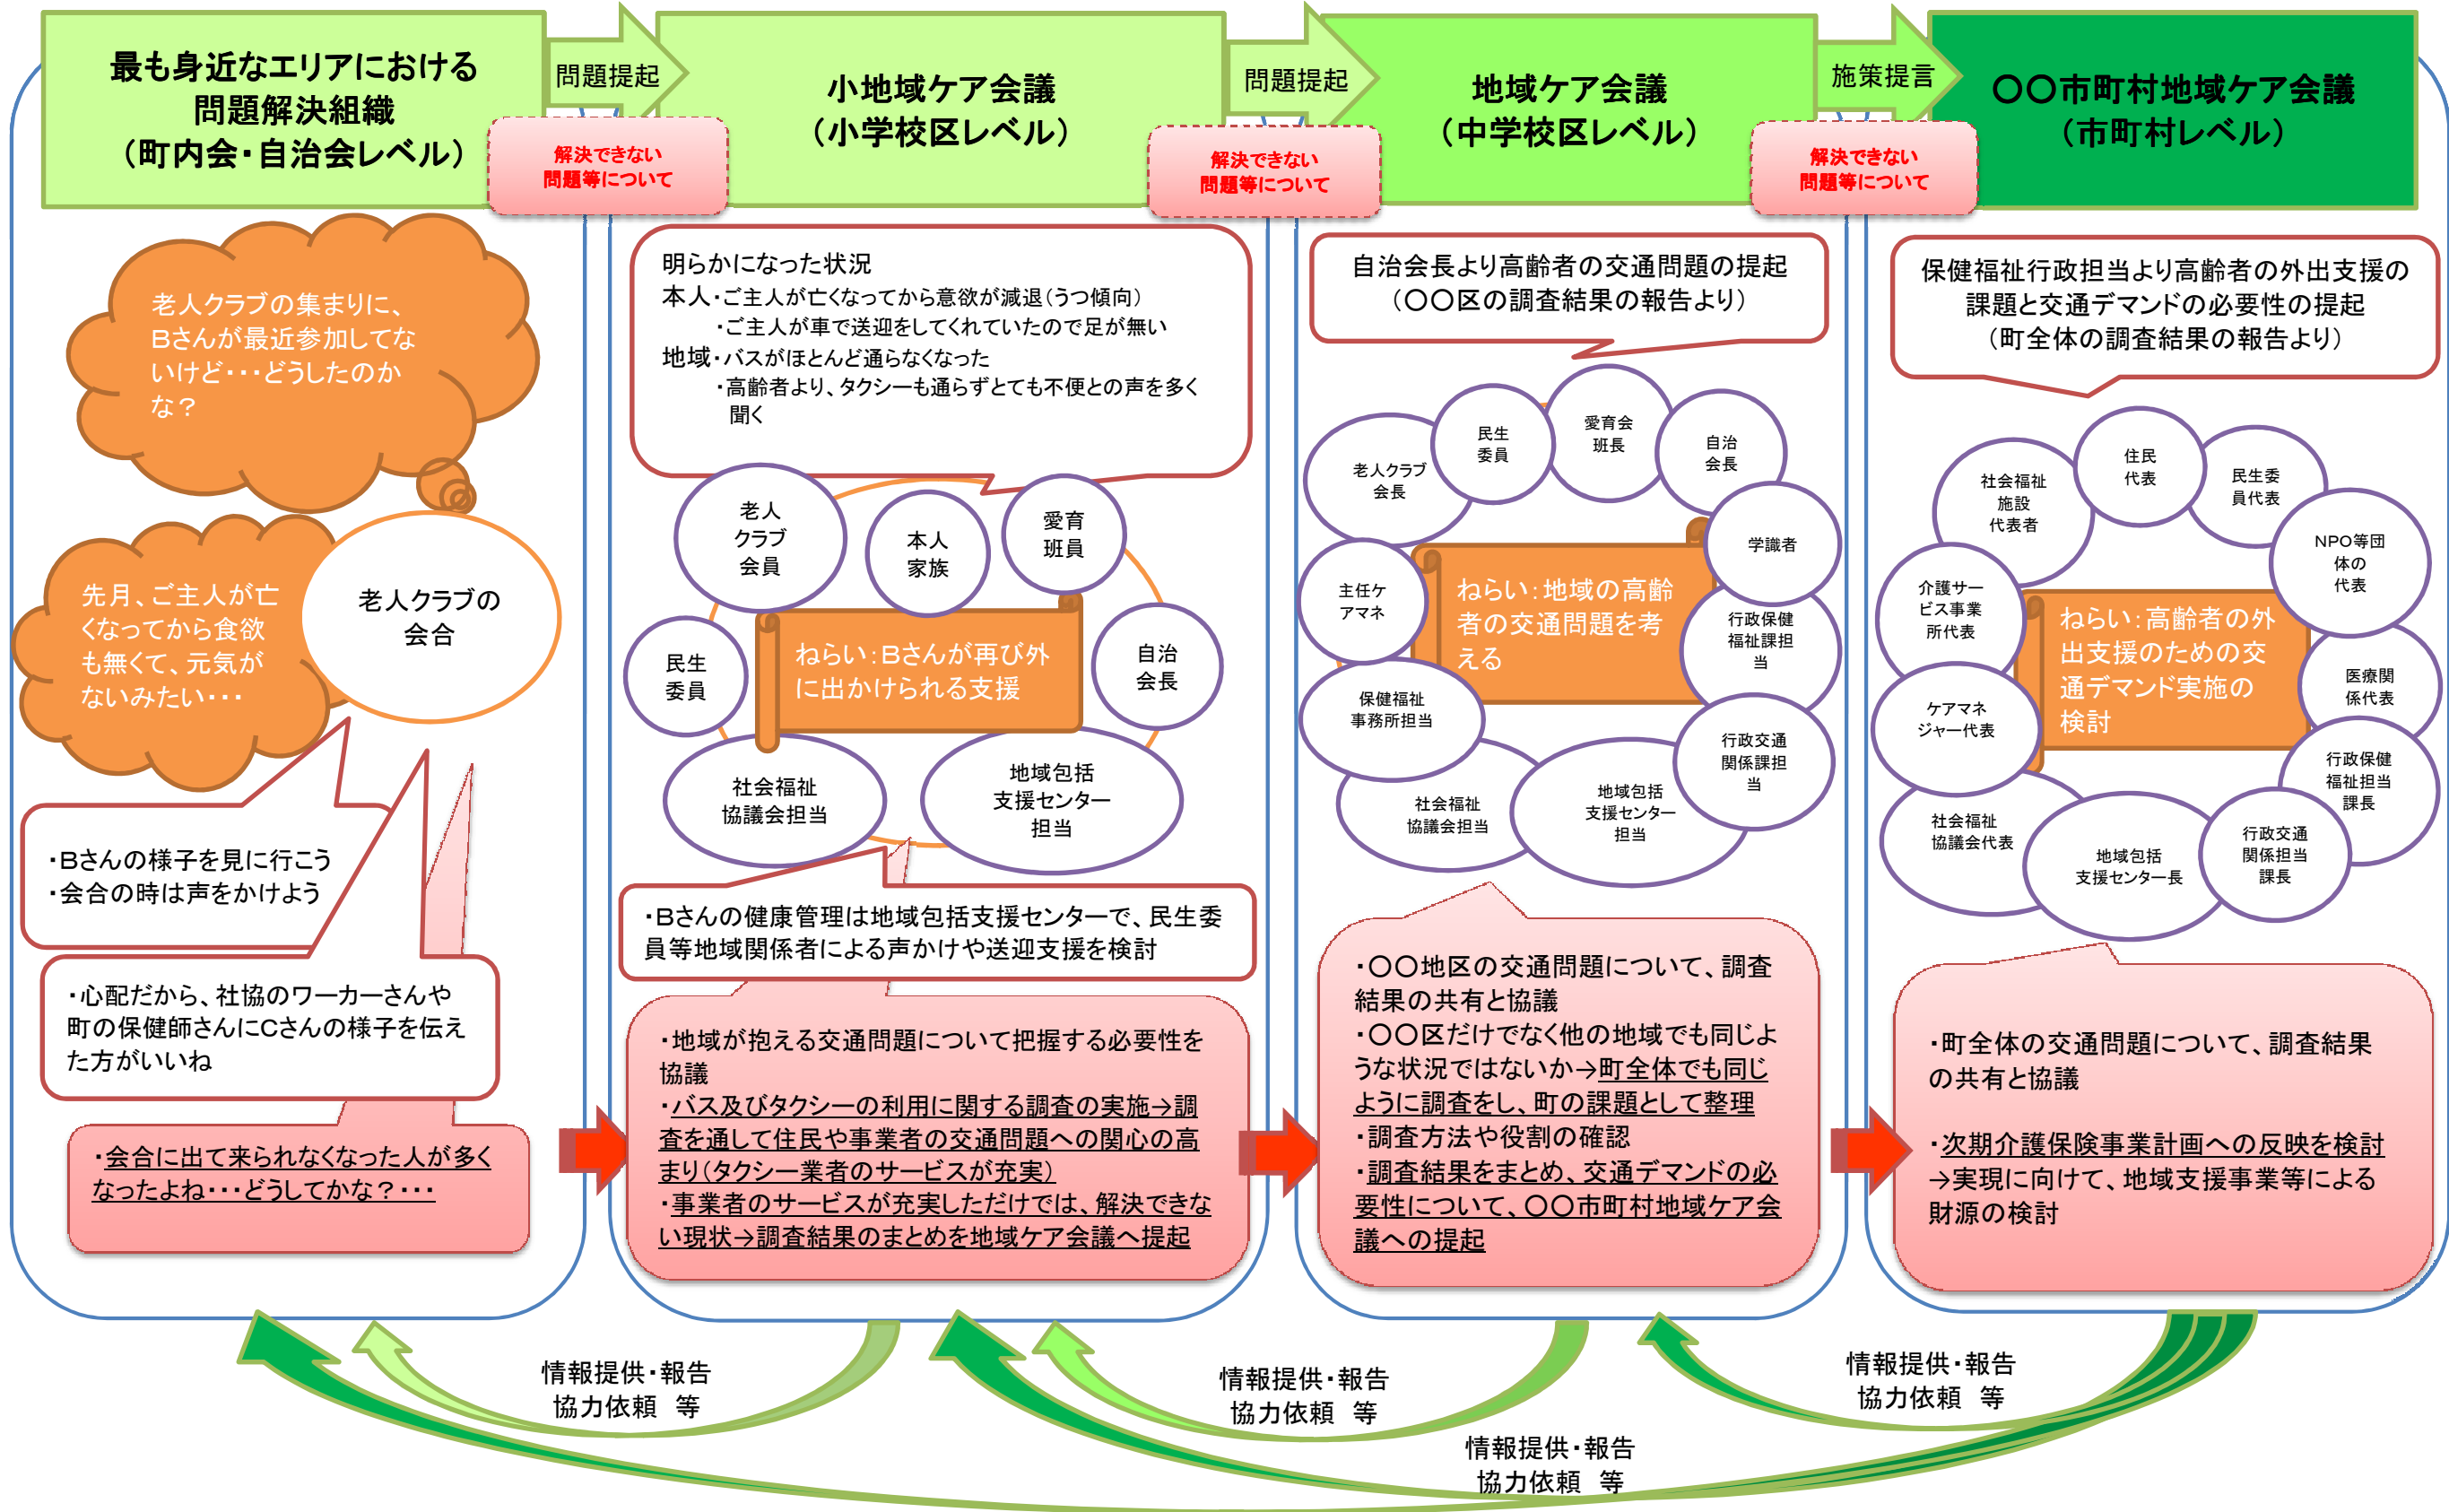 最も身近なエリアにおける
問題解決組織
（町内会・自治会レベル）
問題提起
解決できない
問題等について
小地域ケア会議
（小学校区レベル）
問題提起
解決できない
問題等について
地域ケア会議
（中学校区レベル）
施策提言
解決できない
問題等について
〇〇市町村地域ケア会議
（市町村レベル）
老人クラブの集まりに、
Ｂさんが最近参加してな
いけど・・・どうしたのか
な？
先月、ご主人が亡
くなってから食欲
も無くて、元気が
ないみたい・・・
老人クラブの
会合
・Ｂさんの様子を見に行こう
・会合の時は声をかけよう
・心配だから、社協のワーカーさんや
町の保健師さんにＣさんの様子を伝え
た方がいいね
・会合に出て来られなくなった人が多く
なったよね・・・どうしてかな？・・・
明らかになった状況
本人・ご主人が亡くなってから意欲が減退（うつ傾向）
・ご主人が車で送迎をしてくれていたので足が無い
地域・バスがほとんど通らなくなった
・高齢者より、タクシーも通らずとても不便との声を多く
聞く
老人
クラブ
会員
本人
家族
愛育
班員
民生
委員
ねらい：Ｂさんが再び外
に出かけられる支援
自治
会長
社会福祉
協議会担当
地域包括
支援センター
担当
・Ｂさんの健康管理は地域包括支援センターで、民生委
員等地域関係者による声かけや送迎支援を検討
・地域が抱える交通問題について把握する必要性を
協議
・バス及びタクシーの利用に関する調査の実施→調
査を通して住民や事業者の交通問題への関心の高
まり（タクシー業者のサービスが充実）
・事業者のサービスが充実しただけでは、解決できな
い現状→調査結果のまとめを地域ケア会議へ提起
自治会長より高齢者の交通問題の提起
（〇〇区の調査結果の報告より）
老人クラブ
会長
民生
委員
愛育会
班長
自治
会長
学識者
主任ケ
アマネ
ねらい：地域の高齢
者の交通問題を考
える
行政保健
福祉課担
当
保健福祉
事務所担当
行政交通
関係課担
当
社会福祉
協議会担当
地域包括
支援センター
担当
・〇〇地区の交通問題について、調査
結果の共有と協議
・〇〇区だけでなく他の地域でも同じよ
うな状況ではないか→町全体でも同じ
ように調査をし、町の課題として整理
・調査方法や役割の確認
・調査結果をまとめ、交通デマンドの必
要性について、〇〇市町村地域ケア会
議への提起
保健福祉行政担当より高齢者の外出支援の
課題と交通デマンドの必要性の提起
（町全体の調査結果の報告より）
社会福祉
施設
代表者
住民
代表
民生委
員代表
NPO等団
体の
代表
介護サー
ビス事業
所代表
ねらい：高齢者の外
出支援のための交
通デマンド実施の
検討
医療関
係代表
ケアマネ
ジャー代表
行政保健
福祉担当
課長
社会福祉
協議会代表
地域包括
支援センター長
行政交通
関係担当
課長
・町全体の交通問題について、調査結果
の共有と協議
・次期介護保険事業計画への反映を検討
→実現に向けて、地域支援事業等による
財源の検討
情報提供・報告
協力依頼　等
情報提供・報告
協力依頼　等
情報提供・報告
協力依頼　等
情報提供・報告
協力依頼　等